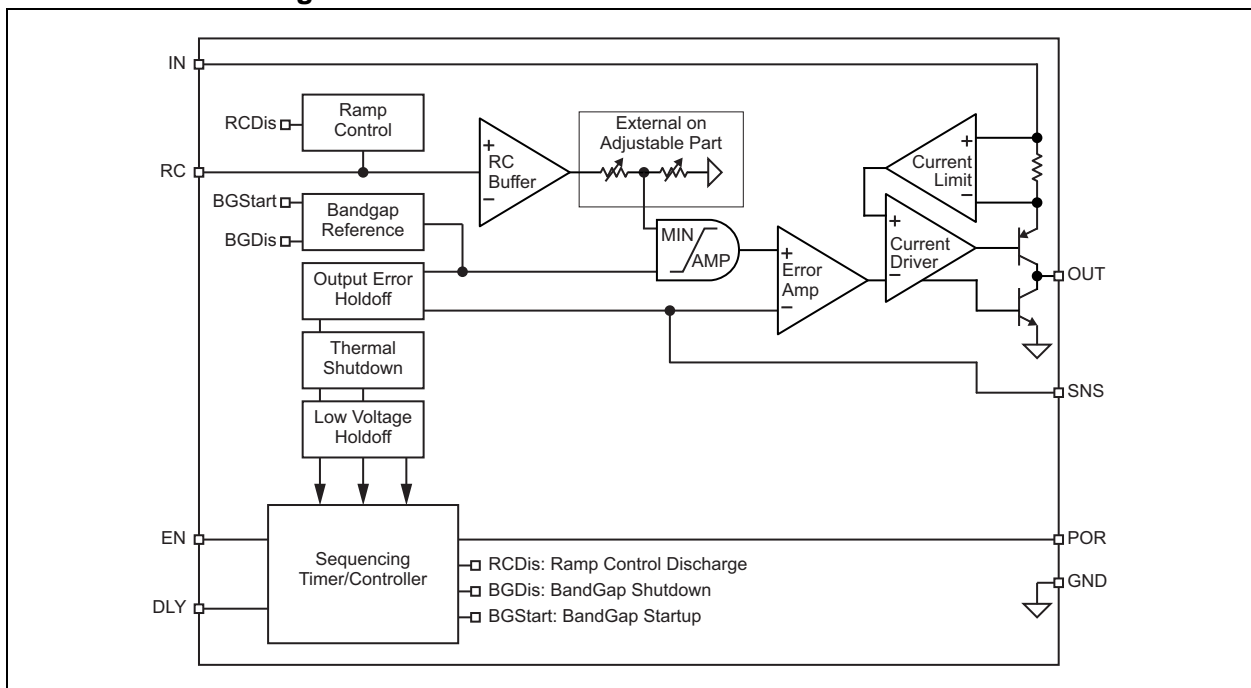 IN
Ramp
Control
RCDis
RC
+
RC
Buffer
−
External on
Adjustable Part
+
Current
Limit
−
BGStart
BGDis
Bandgap
Reference
MIN
AMP
+
Error
Amp
−
+
Current
Driver
−
OUT
Output Error
Holdoff
Thermal
Shutdown
Low Voltage
Holdoff
SNS
EN
DLY
Sequencing
Timer/Controller
POR
RCDis: Ramp Control Discharge
BGDis: BandGap Shutdown
BGStart: BandGap Startup
GND